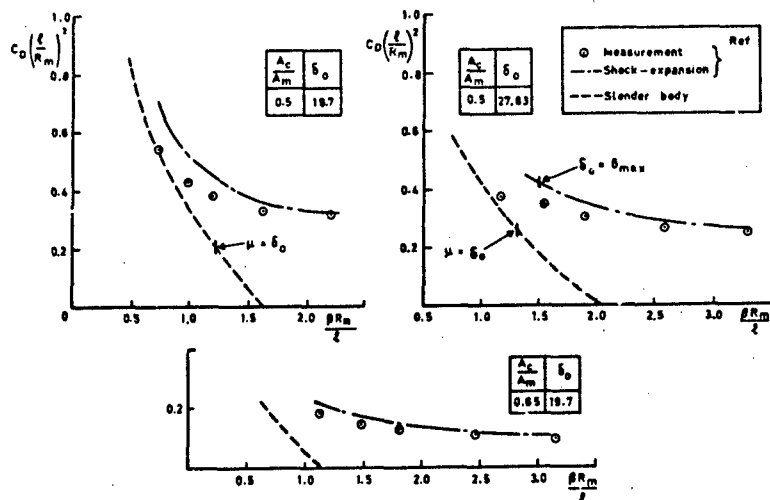 C_D (ℓ/R_m)²
1.0
0.8
0.6
0.4
0.2
0
0.5
1.0
1.5
2.0
βR_m/ℓ
A_c/A_m
δ_o
0.5
19.7
μ = δ_o
C_D (ℓ/R_m)²
1.0
0.8
0.6
0.4
0.2
0
0.5
1.0
1.5
2.0
2.5
3.0
βR_m/ℓ
A_c/A_m
δ_o
0.5
27.83
δ_o = δ_max
μ = δ_o
Measurement
Shock-expansion
Ref
Slender body
0.2
0.5
1.0
1.5
2.0
2.5
3.0
βR_m/ℓ
A_c/A_m
δ_o
0.65
19.7